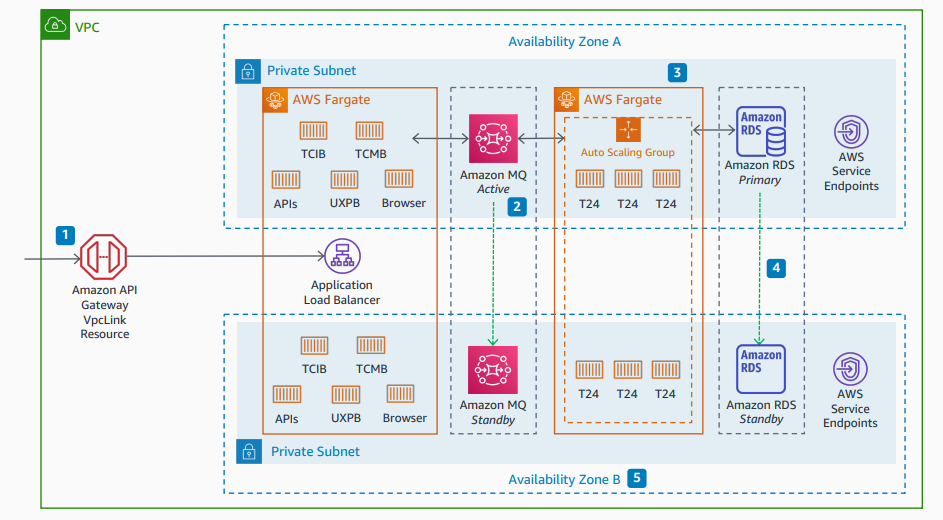 VPC
Availability Zone A
Private Subnet
3
AWS Fargate
AWS Fargate
TCIB
TCMB
APIs
UXPB
Browser
Amazon MQ
Active
2
Auto Scaling Group
T24
T24
T24
Amazon
RDS
Amazon RDS
Primary
AWS
Service
Endpoints
1
Amazon API
Gateway
VpcLink
Resource
Application
Load Balancer
4
TCIB
TCMB
APIs
UXPB
Browser
Amazon MQ
Standby
T24
T24
T24
Amazon
RDS
Amazon RDS
Standby
AWS
Service
Endpoints
Private Subnet
Availability Zone B
5